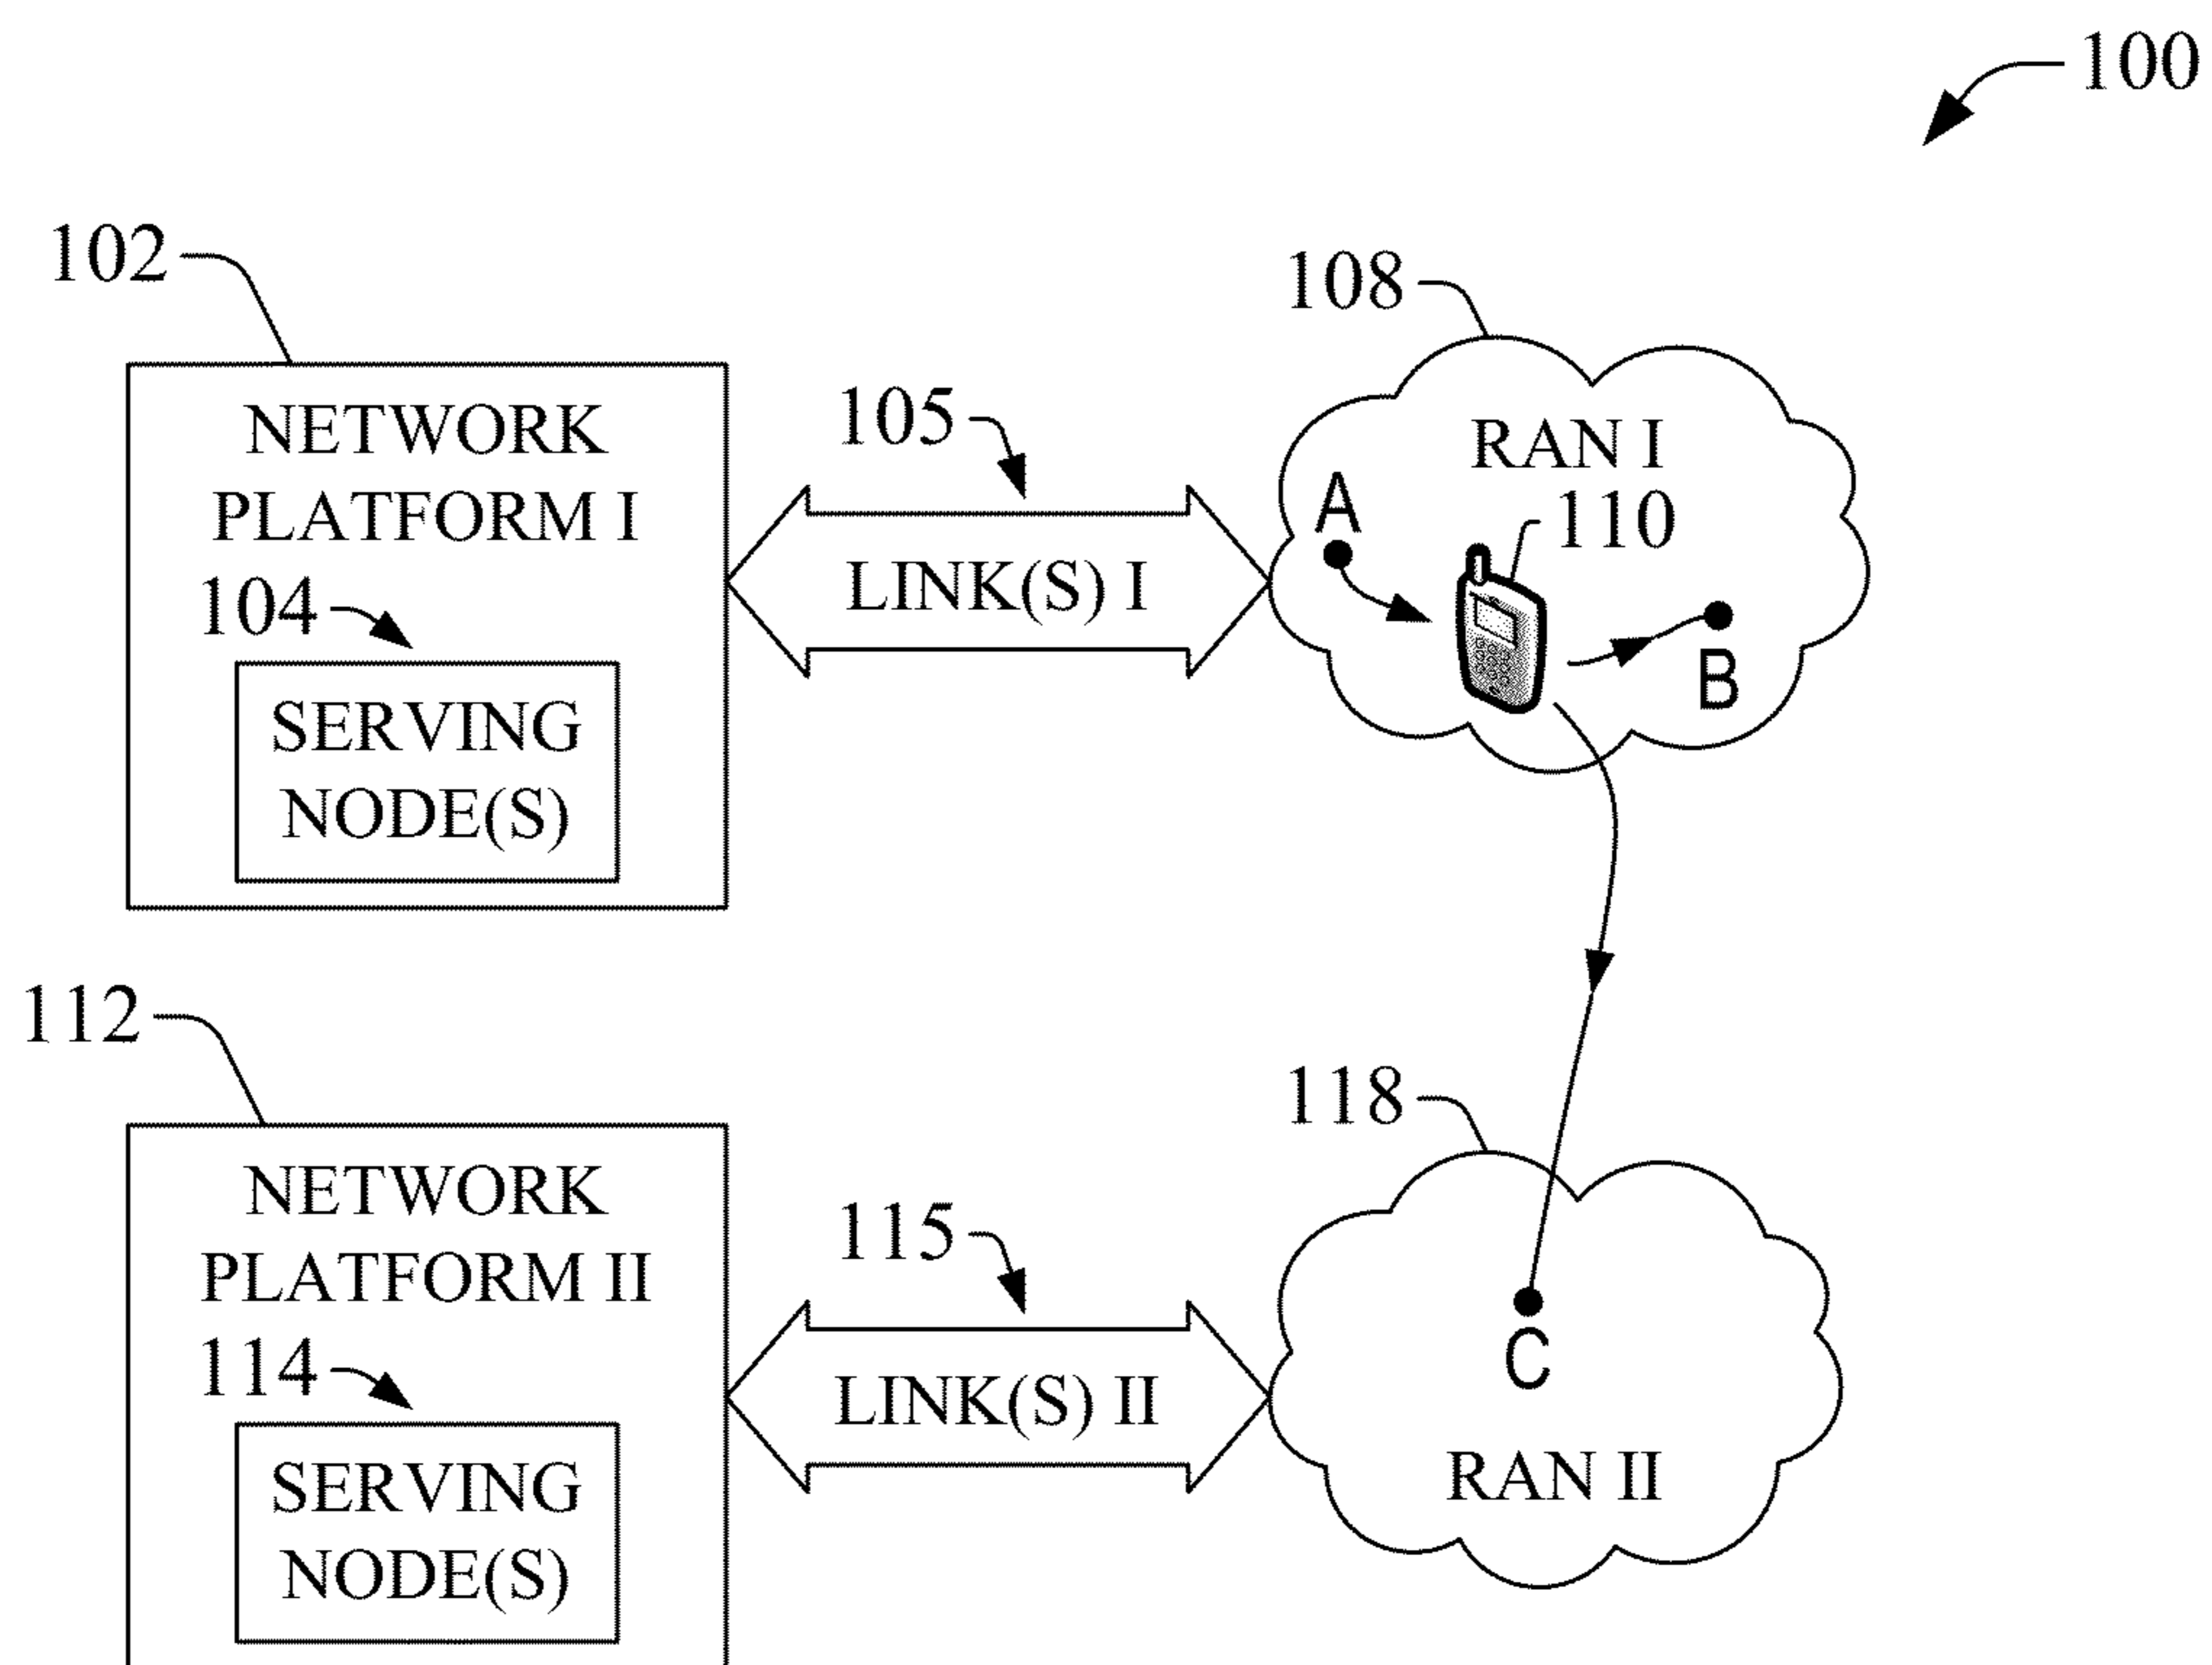 100
102
108
NETWORK
PLATFORM I
105
RAN I
A
110
104
LINK(S) I
B
SERVING
NODE(S)
112
118
NETWORK
PLATFORM II
115
C
114
LINK(S) II
RAN II
SERVING
NODE(S)